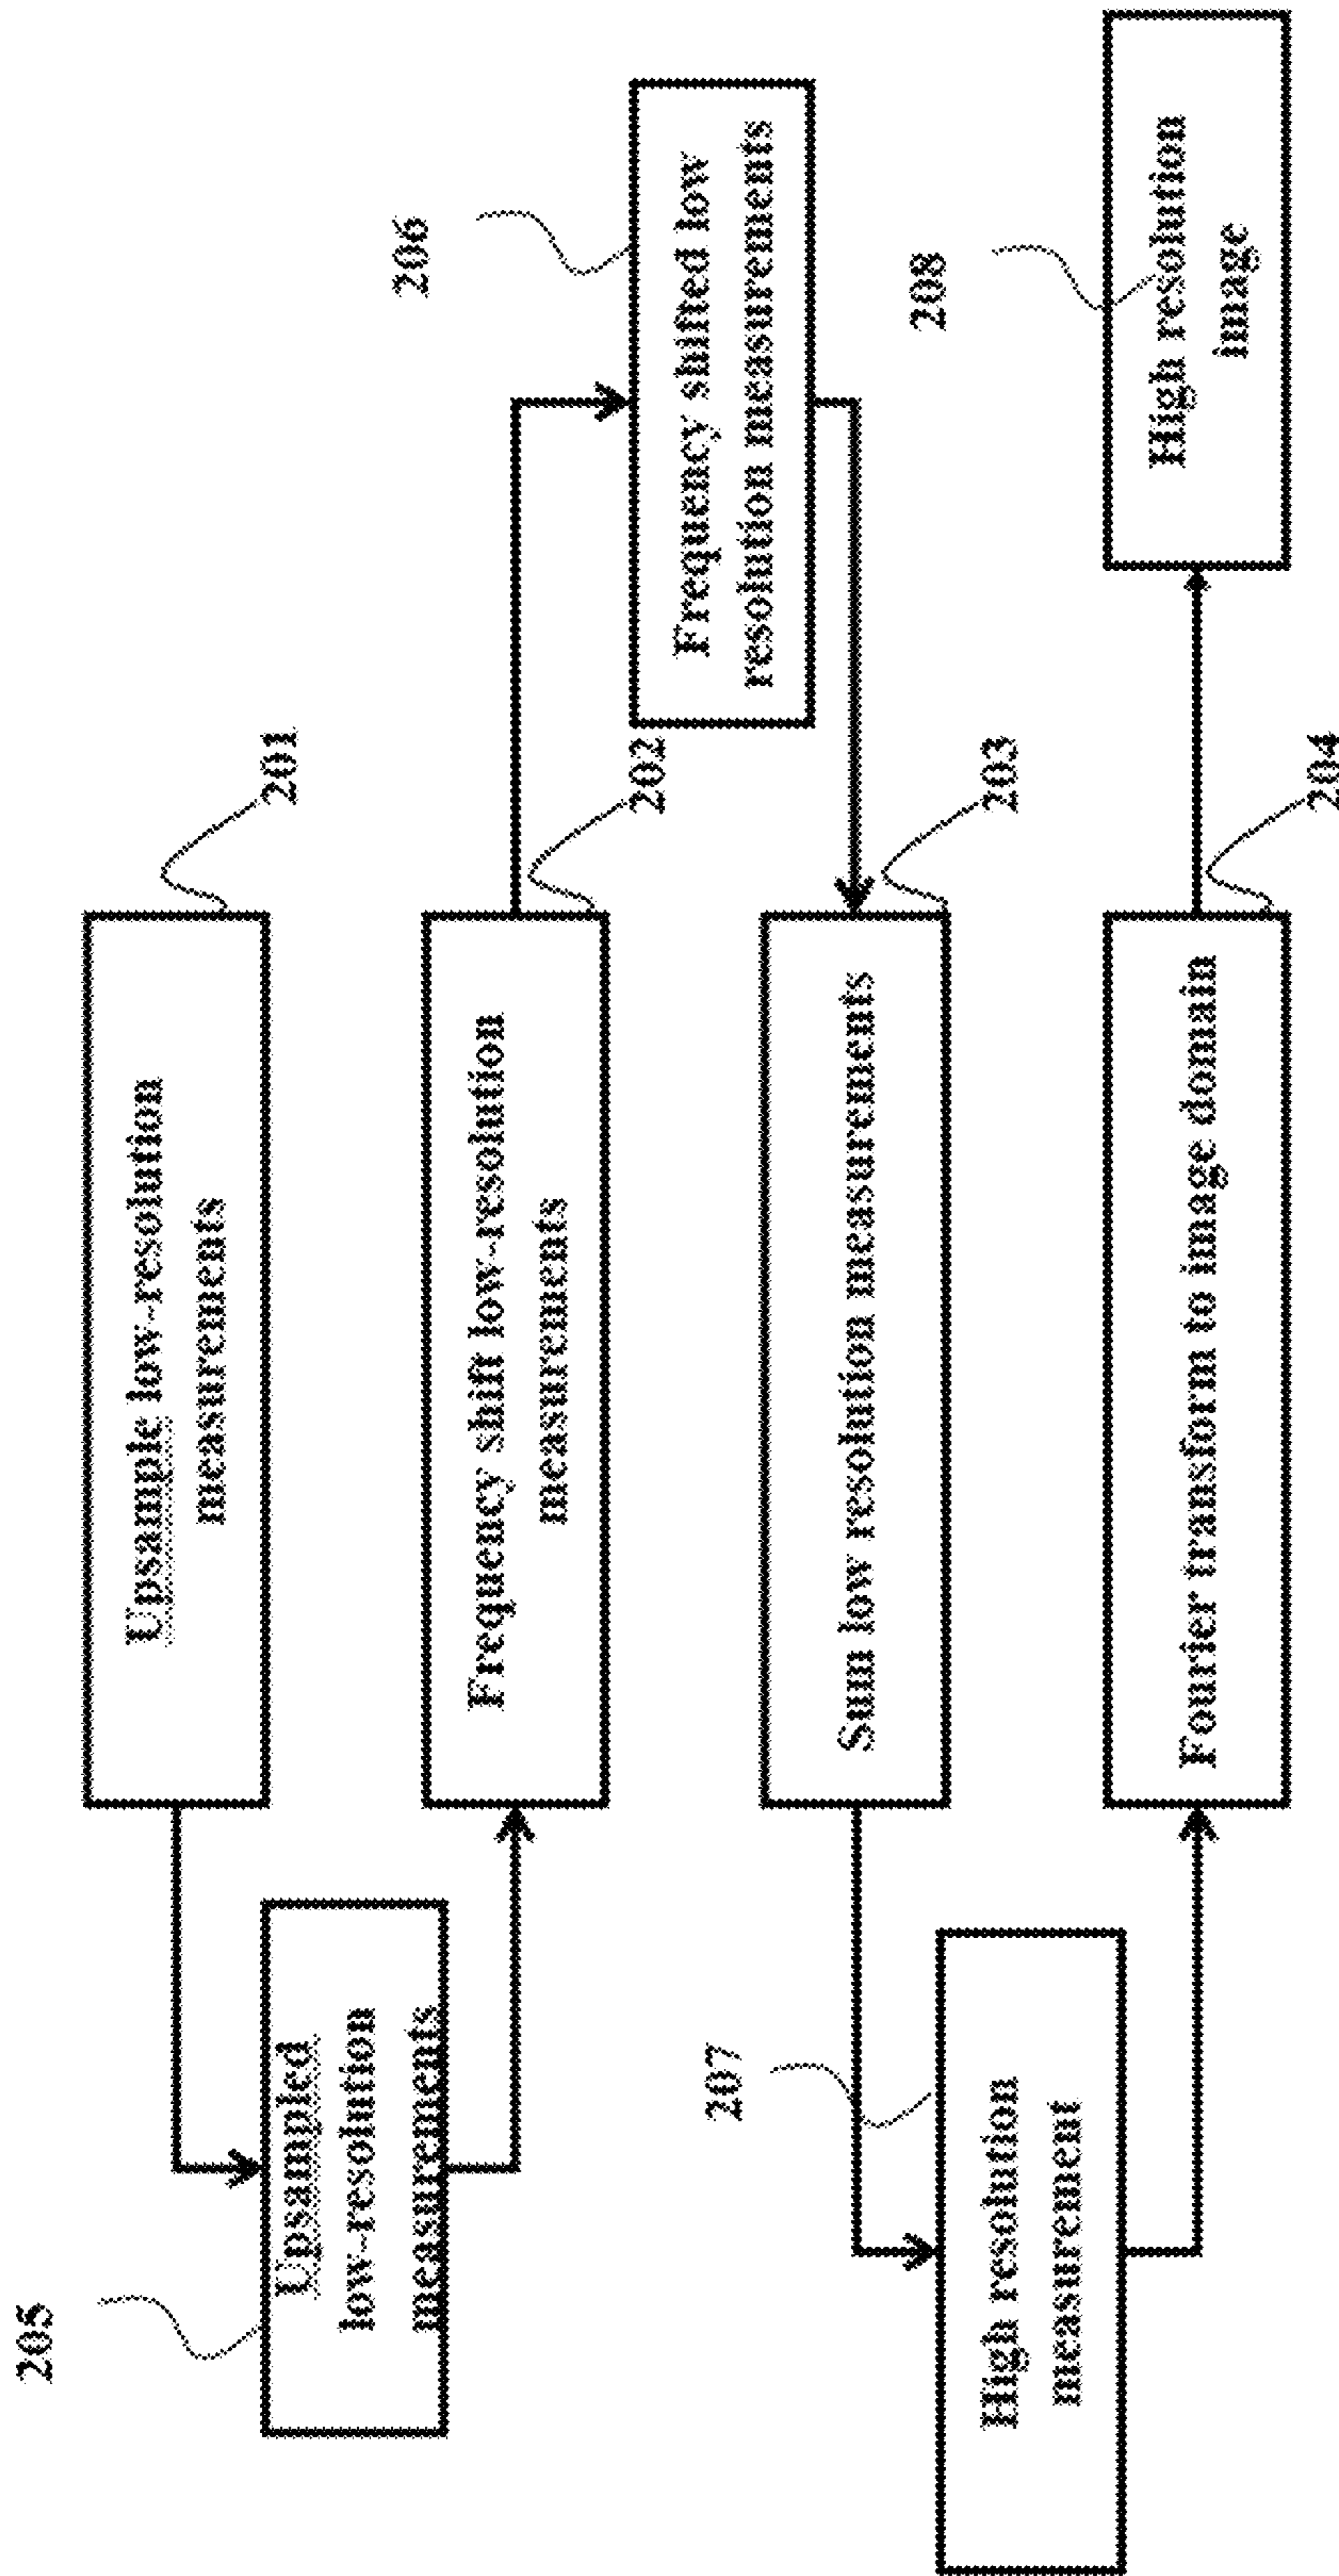 201
Upsample low-resolution
measurements
205
Upsampled
low-resolution
measurements
202
Frequency shift low-resolution
measurements
206
Frequency shifted low
resolution measurements
203
Sum low resolution measurements
207
High resolution
measurement
204
Fourier transform to image domain
208
High resolution
image